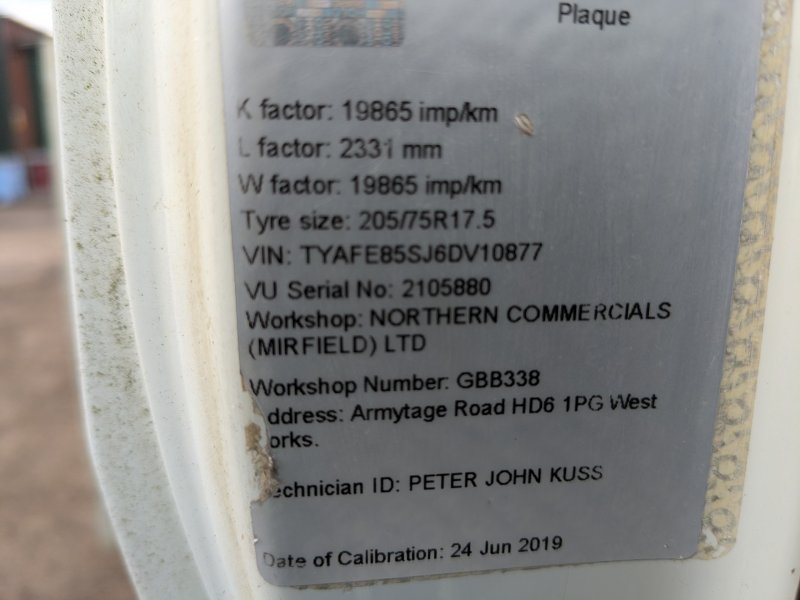 Plaque
K factor: 19865 imp/km
L factor: 2331 mm
W factor: 19865 imp/km
Tyre size: 205/75R17.5
VIN: TYAFE85SJ6DV10877
VU Serial No: 2105880
Workshop: NORTHERN COMMERCIALS
(MIRFIELD) LTD
Workshop Number: GBB338
ddress: Armytage Road HD6 1PG West
orks.
echnician ID: PETER JOHN KUSS
Date of Calibration: 24 Jun 2019